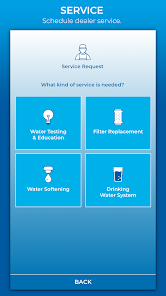 SERVICE
Schedule dealer service.
Service Request
What kind of service is needed?
Water Testing
& Education
Filter Replacement
Water Softening
Drinking
Water System
BACK